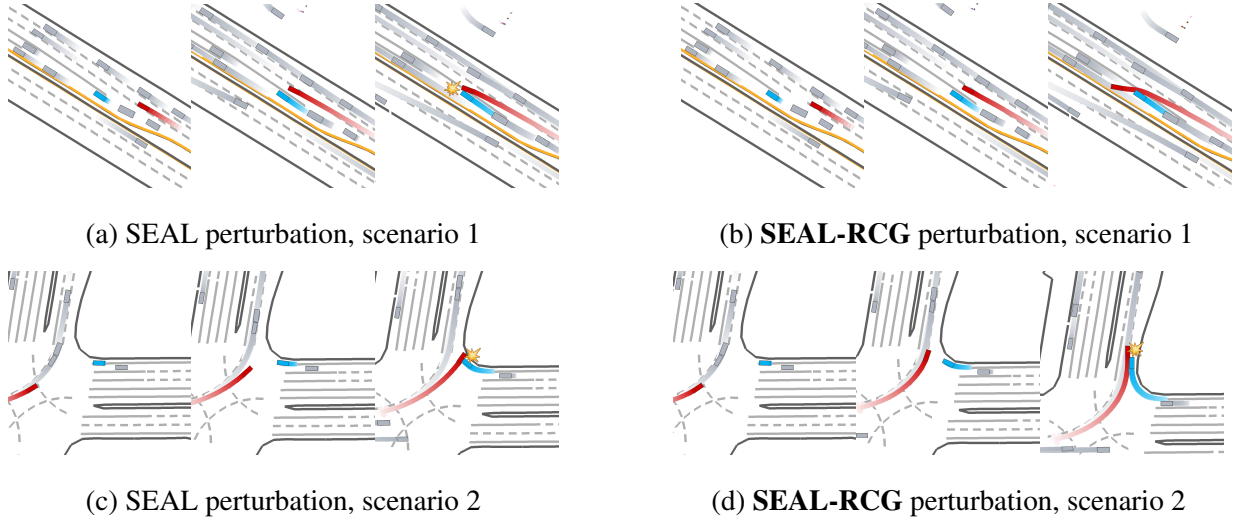 (a) SEAL perturbation, scenario 1
(b) SEAL-RCG perturbation, scenario 1
(c) SEAL perturbation, scenario 2
(d) SEAL-RCG perturbation, scenario 2